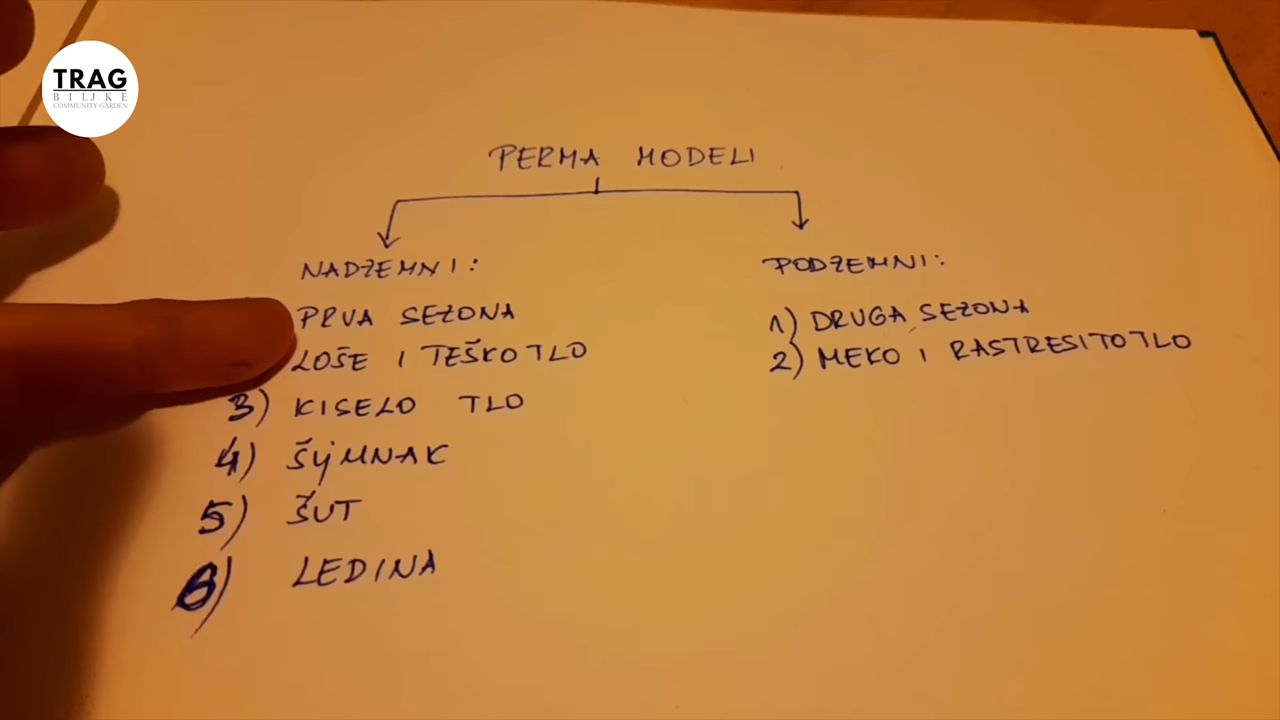 TRAG
BILJKE
COMMUNITY GARDEN
PERMA MODELI
NADZEMNI:
PRVA SEZONA
LOŠE I TEŠKO TLO
3) KISELO TLO
4) ŠLJUNAK
5) ŠUT
6) LEDINA
PODZEMNI:
1) DRUGA SEZONA
2) MEKO I RASTRESITO TLO